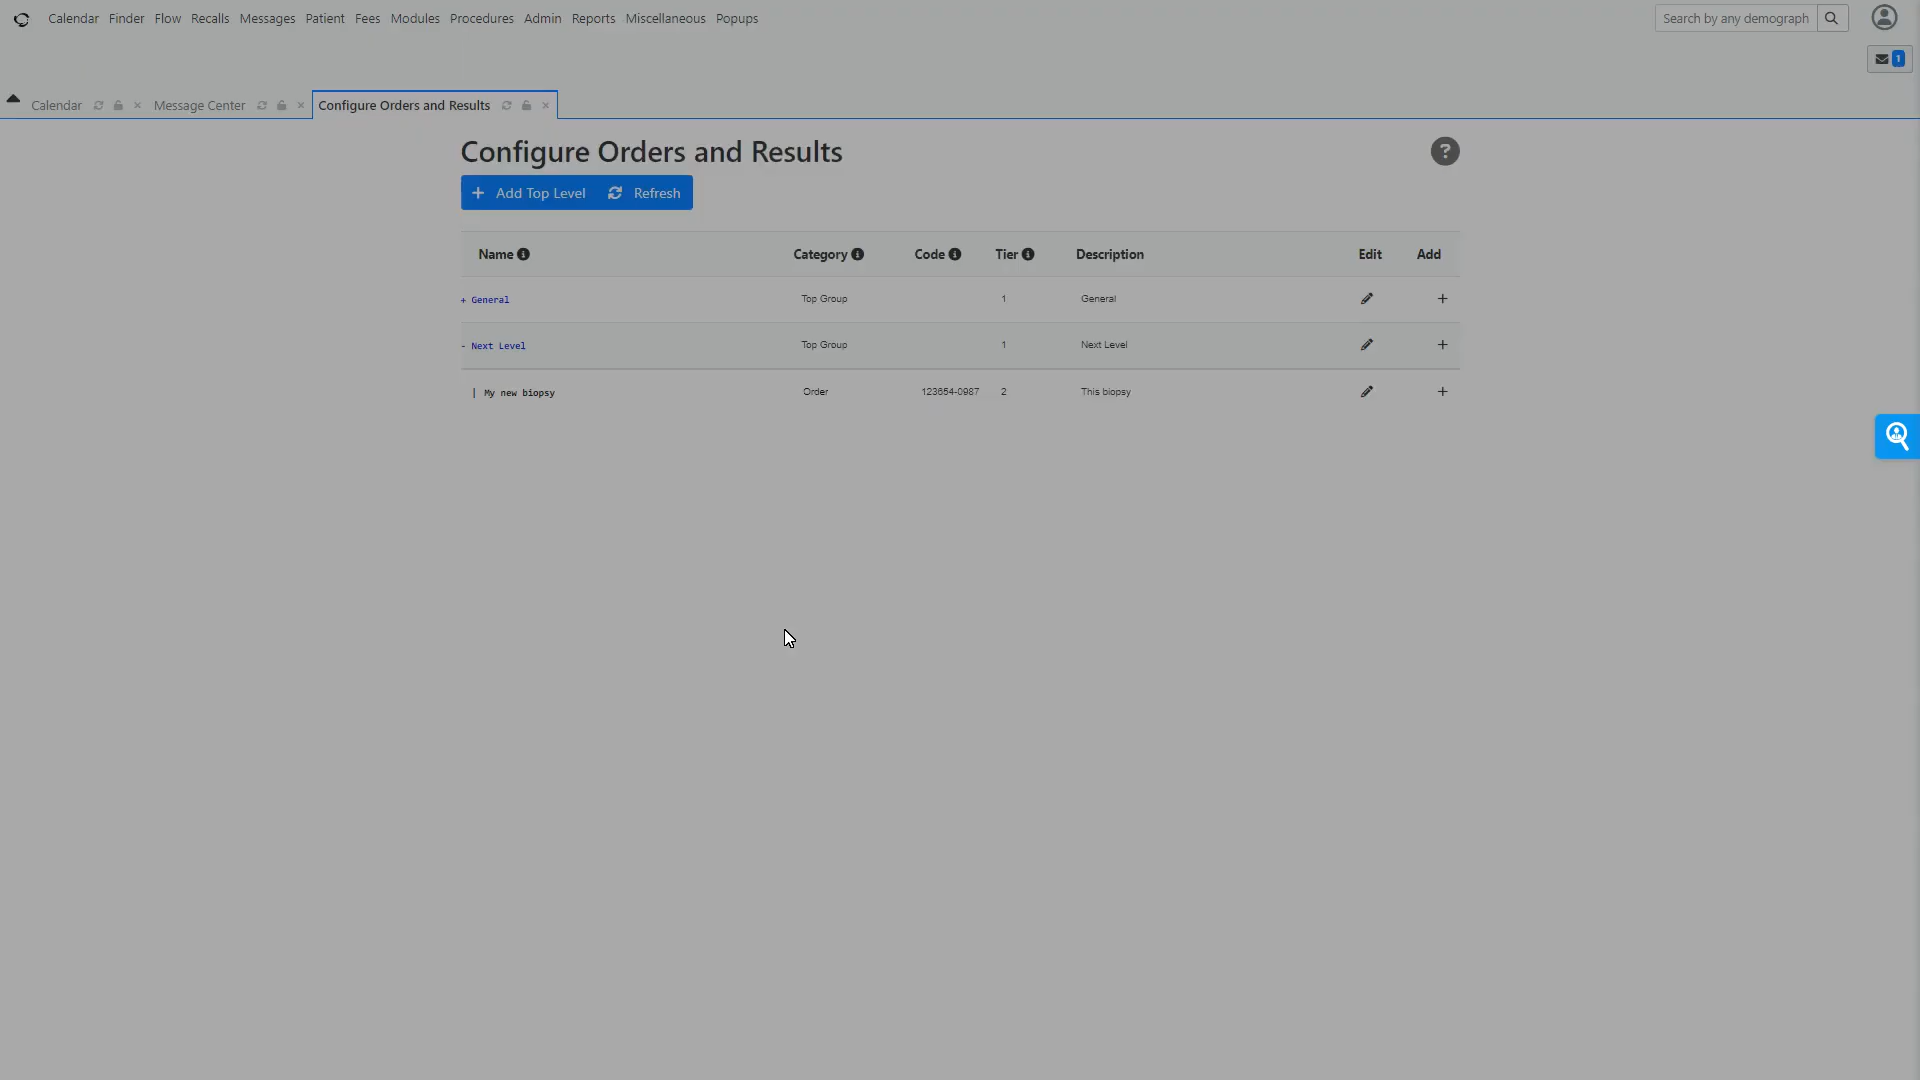 Calendar Finder Flow Recalls Messages Patient Fees Modules Procedures Admin Reports Miscellaneous Popups
Search by any demograph
1
Calendar Message Center Configure Orders and Results
Configure Orders and Results
?
+ Add Top Level Refresh
Name Category Code Tier Description Edit Add
+ General Top Group 1 General +
- Next Level Top Group 1 Next Level +
| My new biopsy Order 123654-0987 2 This biopsy +